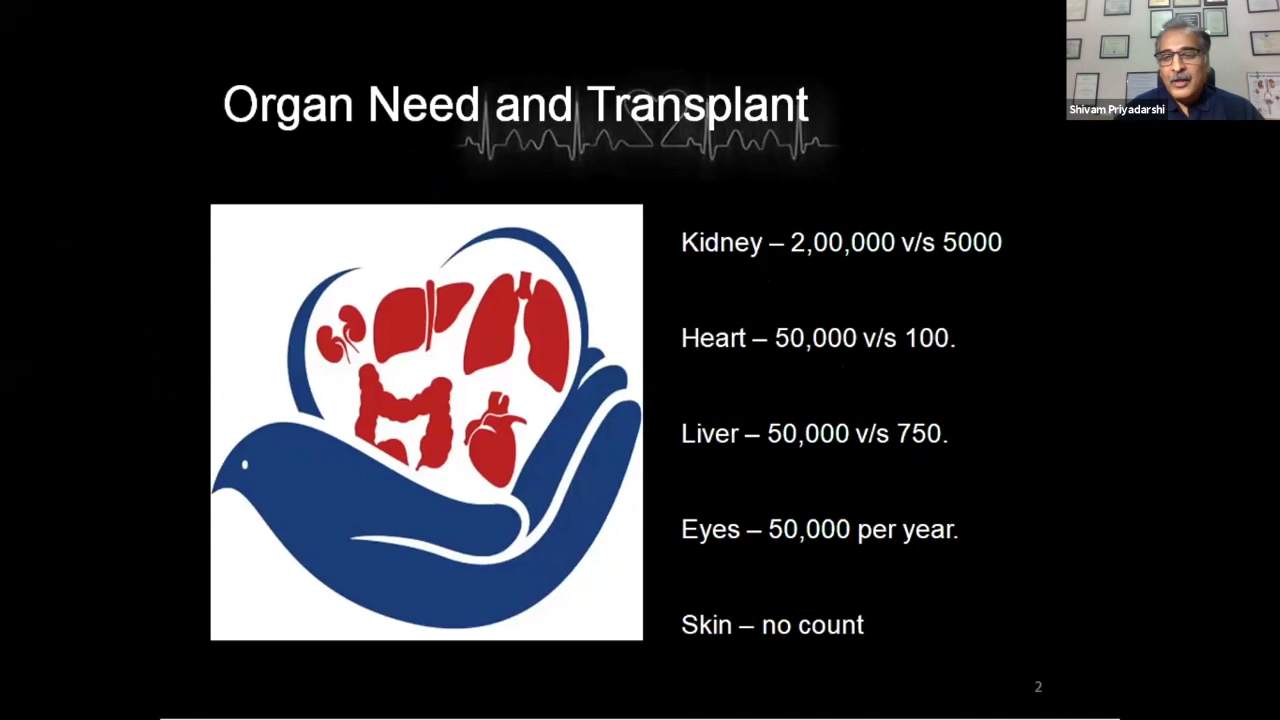 Shivam Priyadarshi
Organ Need and Transplant
Kidney – 2,00,000 v/s 5000
Heart – 50,000 v/s 100.
Liver – 50,000 v/s 750.
Eyes – 50,000 per year.
Skin – no count
2